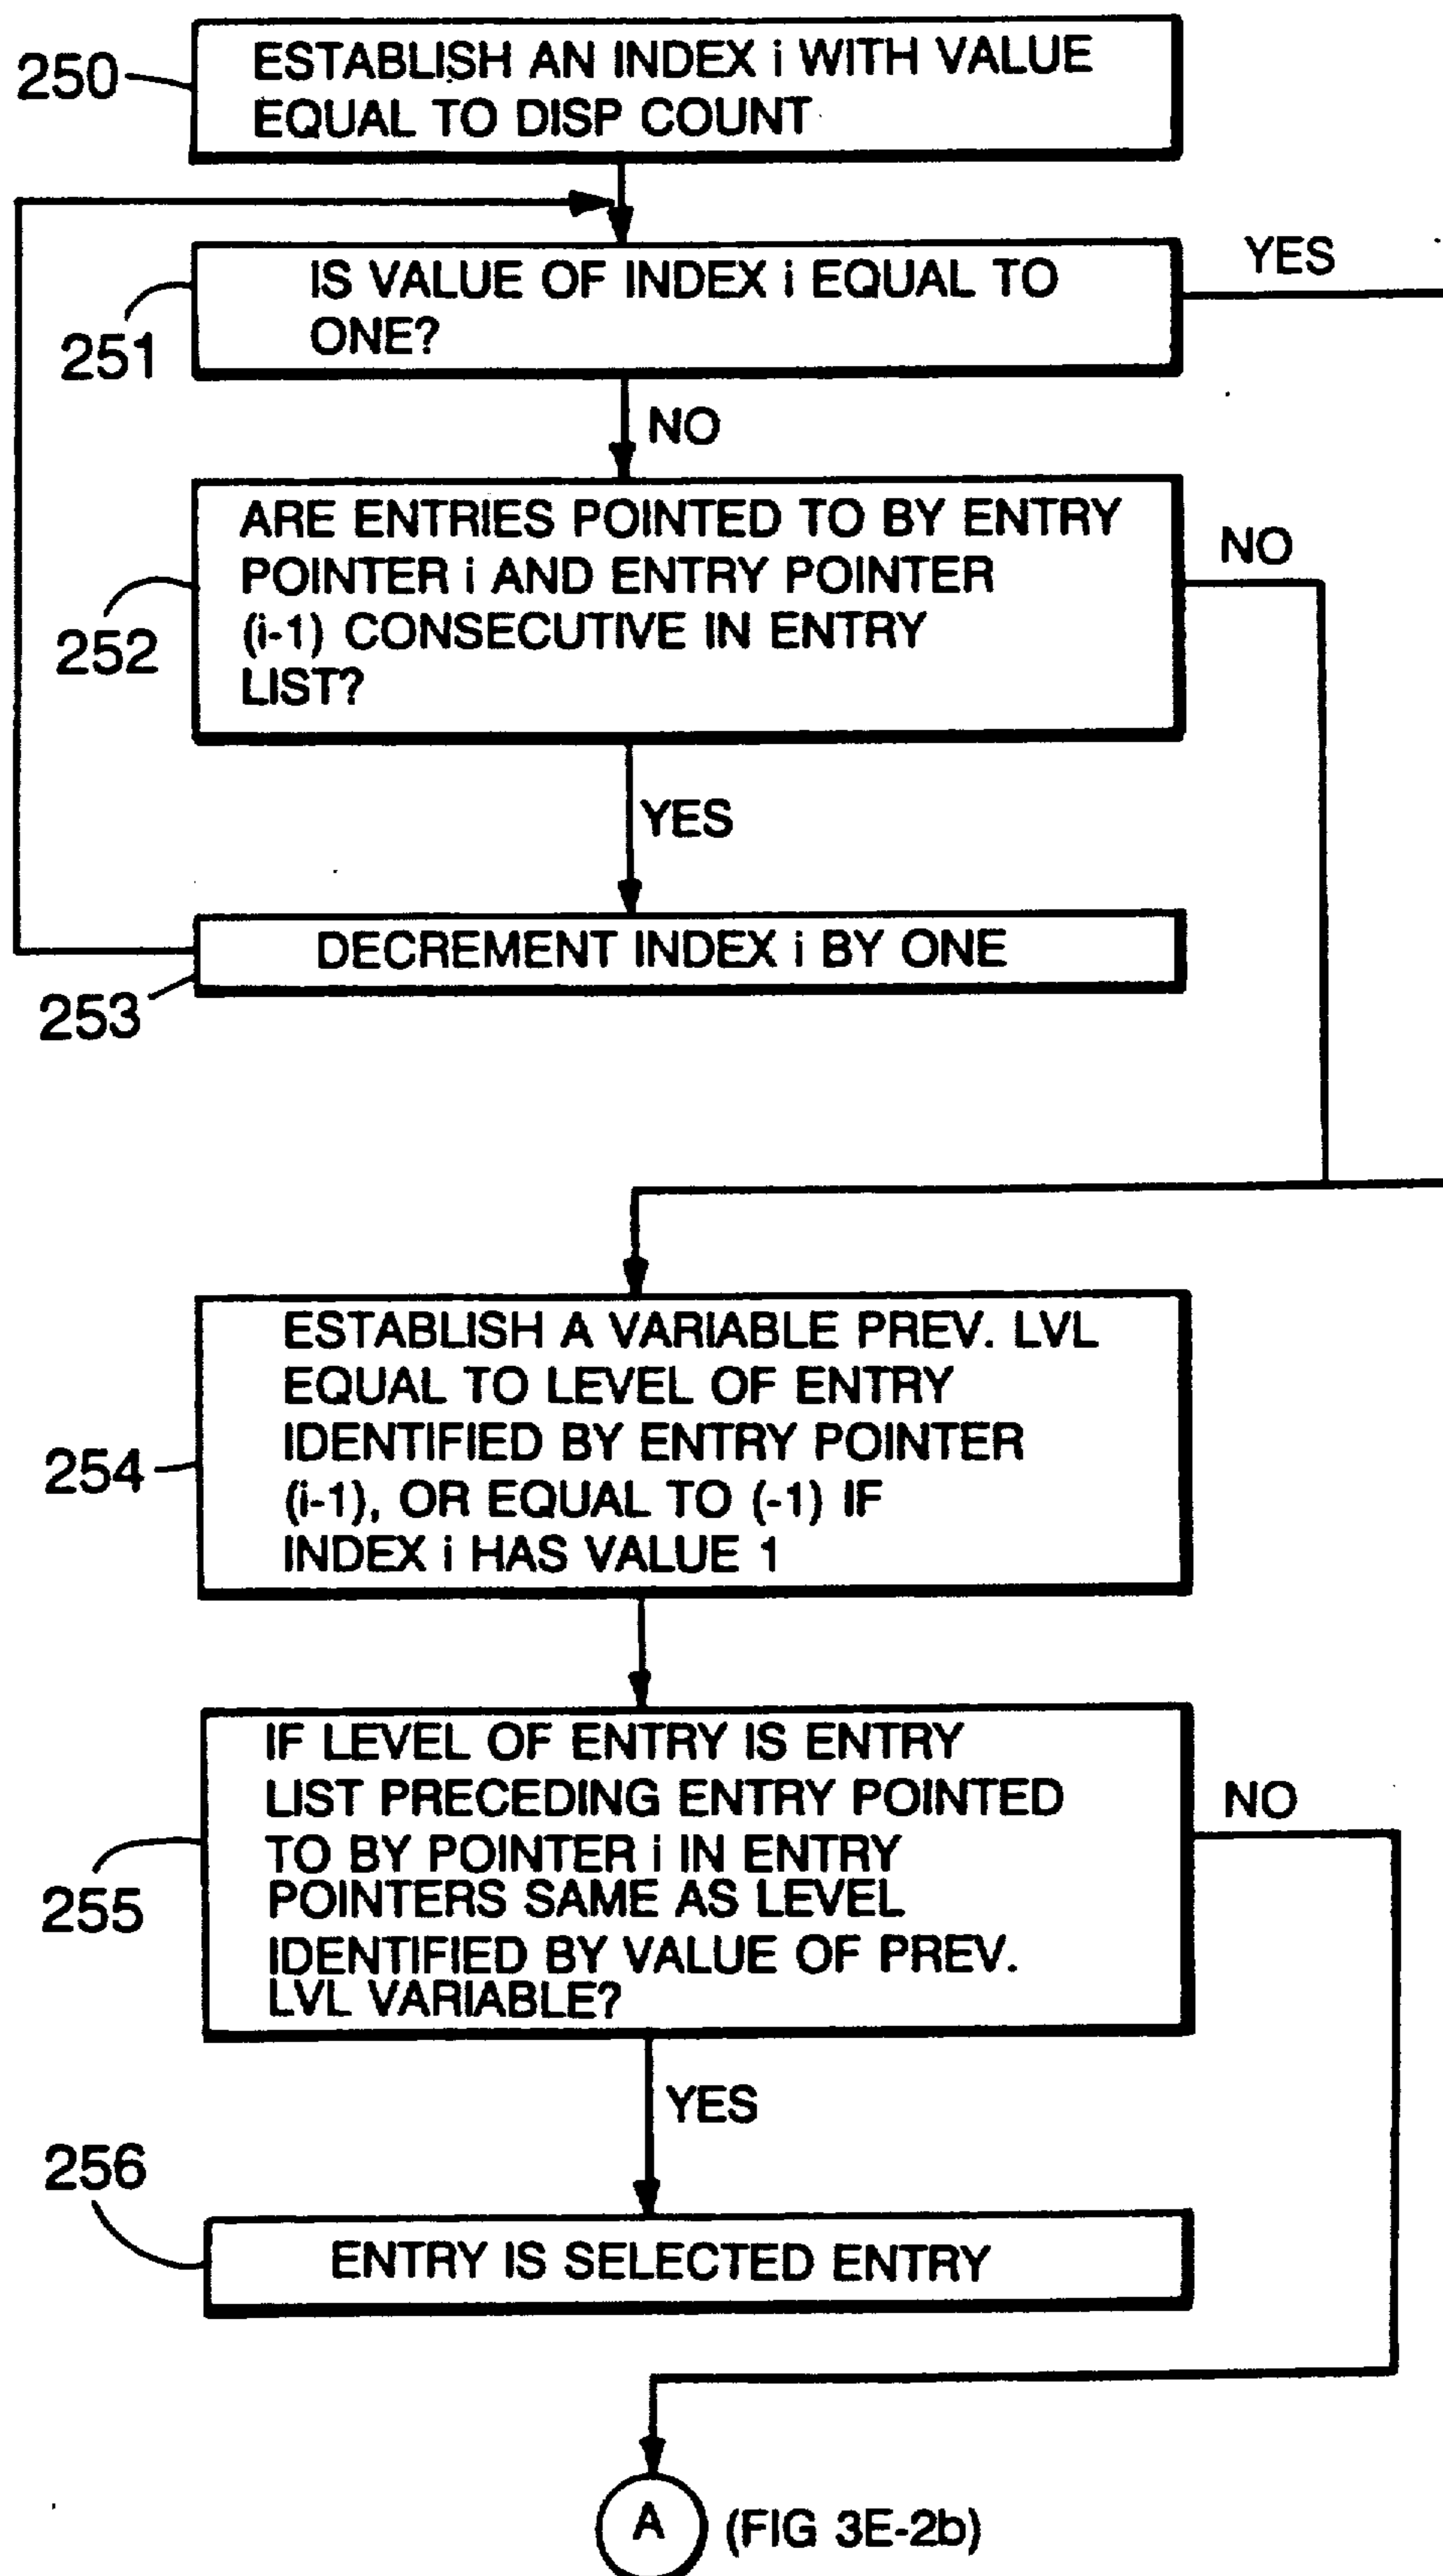 250
ESTABLISH AN INDEX i WITH VALUE
EQUAL TO DISP COUNT
251
IS VALUE OF INDEX i EQUAL TO
ONE?
YES
NO
252
ARE ENTRIES POINTED TO BY ENTRY
POINTER i AND ENTRY POINTER
(i-1) CONSECUTIVE IN ENTRY
LIST?
NO
YES
253
DECREMENT INDEX i BY ONE
254
ESTABLISH A VARIABLE PREV. LVL
EQUAL TO LEVEL OF ENTRY
IDENTIFIED BY ENTRY POINTER
(i-1), OR EQUAL TO (-1) IF
INDEX i HAS VALUE 1
255
IF LEVEL OF ENTRY IS ENTRY
LIST PRECEDING ENTRY POINTED
TO BY POINTER i IN ENTRY
POINTERS SAME AS LEVEL
IDENTIFIED BY VALUE OF PREV.
LVL VARIABLE?
NO
YES
256
ENTRY IS SELECTED ENTRY
A (FIG 3E-2b)